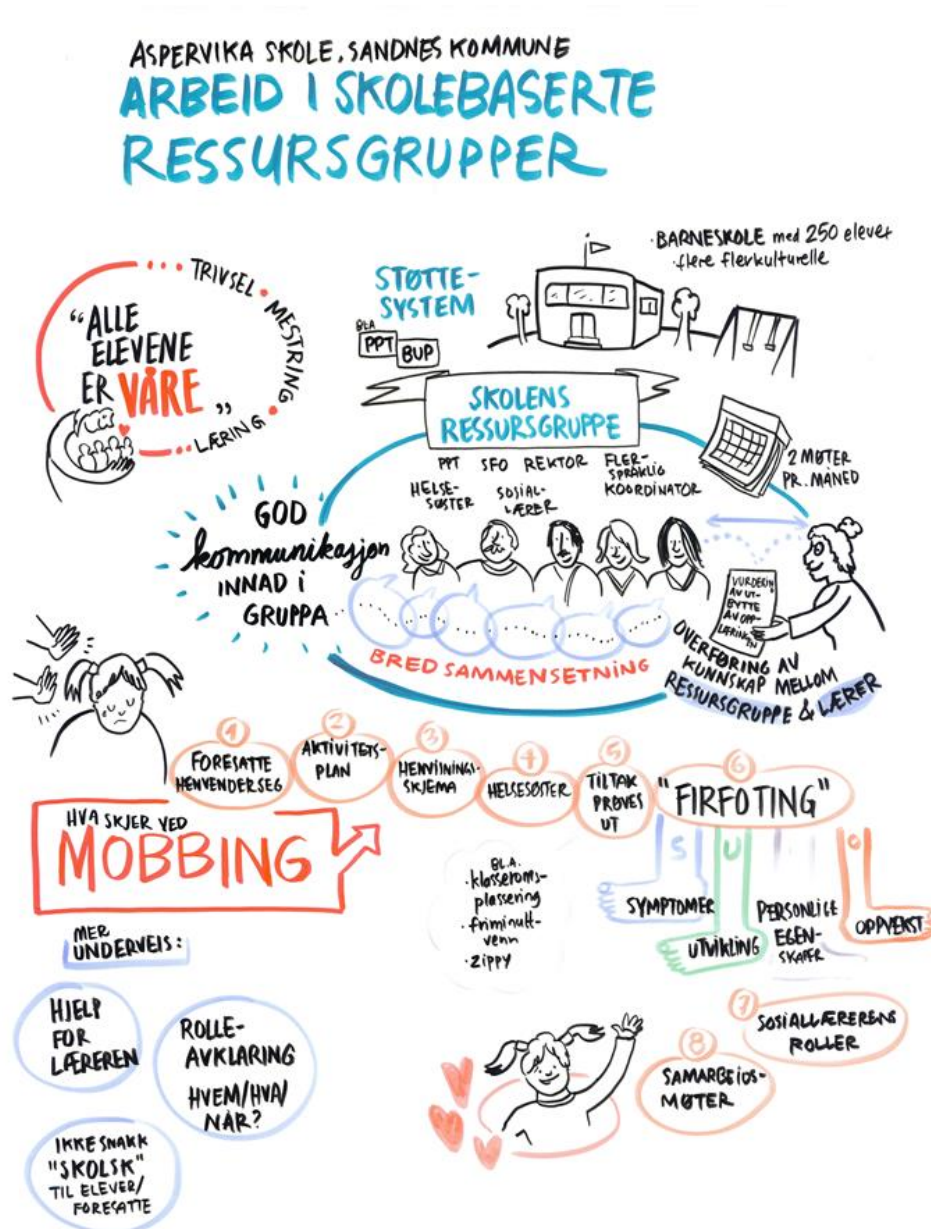 ASPERVIKA SKOLE, SANDNES KOMMUNE
ARBEID I SKOLEBASERTE
RESSURSGRUPPER
"ALLE
ELEVENE
ER VÅRE"
TRIVSEL • MESTRING • LÆRING
STØTTE-
SYSTEM
BLA
PPT
BUP
• BARNESKOLE med 250 elever
• flere flerkulturelle
SKOLENS
RESSURSGRUPPE
PPT SFO REKTOR FLER-
SPRÅKLIG
KOORDINATOR
HELSE-
SØSTER
SOSIAL-
LÆRER
2 MØTER
PR. MÅNED
GOD
kommunikasjon
INNAD i
GRUPPA
BRED SAMMENSETNING
VURDERING
AV UT-
BYTTE
AV OPP-
LÆRINGEN
OVERFØRING AV
KUNNSKAP MELLOM
RESSURSGRUPPE & LÆRER
HVA SKJER VED
MOBBING
1
FORESATTE
HENVENDER SEG
2
AKTIVITETS-
PLAN
3
HENVISNINGS-
SKJEMA
4
HELSESØSTER
5
TILTAK
PRØVES
UT
6
"FIRFOTING"
BL.A.
• klasseroms-
plassering
• friminutt-
venn
• ZIPPY
S
SYMPTOMER
U
UTVIKLING
PERSONLIGE
EGEN-
SKAPER
O
OPPVEKST
7
SOSIALLÆRERENS
ROLLER
8
SAMARBEIDS-
MØTER
MER
UNDERVEIS:
HJELP
FOR
LÆREREN
ROLLE-
AVKLARING
HVEM/HVA/
NÅR?
IKKE SNAKK
"SKOLSK"
TIL ELEVER/
FORESATTE